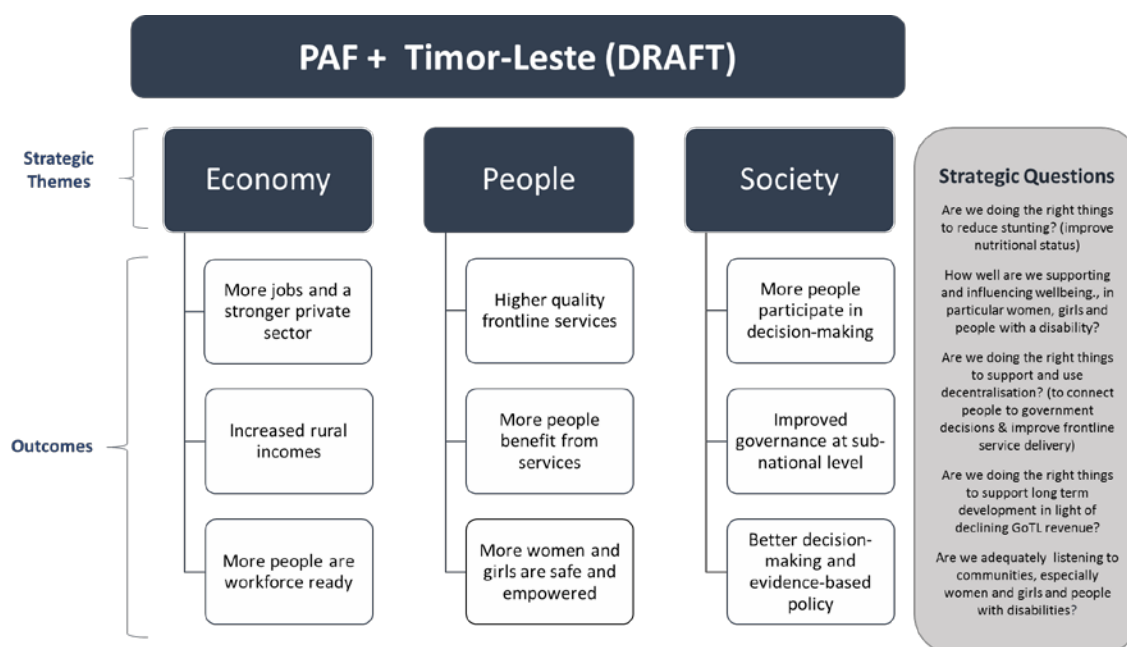 PAF + Timor-Leste (DRAFT)
Strategic
Themes
Economy
People
Society
Outcomes
More jobs and a
stronger private
sector
Increased rural
incomes
More people are
workforce ready
Higher quality
frontline services
More people
benefit from
services
More women and
girls are safe and
empowered
More people
participate in
decision-making
Improved
governance at sub-
national level
Better decision-
making and
evidence-based
policy
Strategic Questions
Are we doing the right things
to reduce stunting? (improve
nutritional status)
How well are we supporting
and influencing wellbeing., in
particular women, girls and
people with a disability?
Are we doing the right things
to support and use
decentralisation? (to connect
people to government
decisions & improve frontline
service delivery)
Are we doing the right things
to support long term
development in light of
declining GoTL revenue?
Are we adequately listening to
communities, especially
women and girls and people
with disabilities?